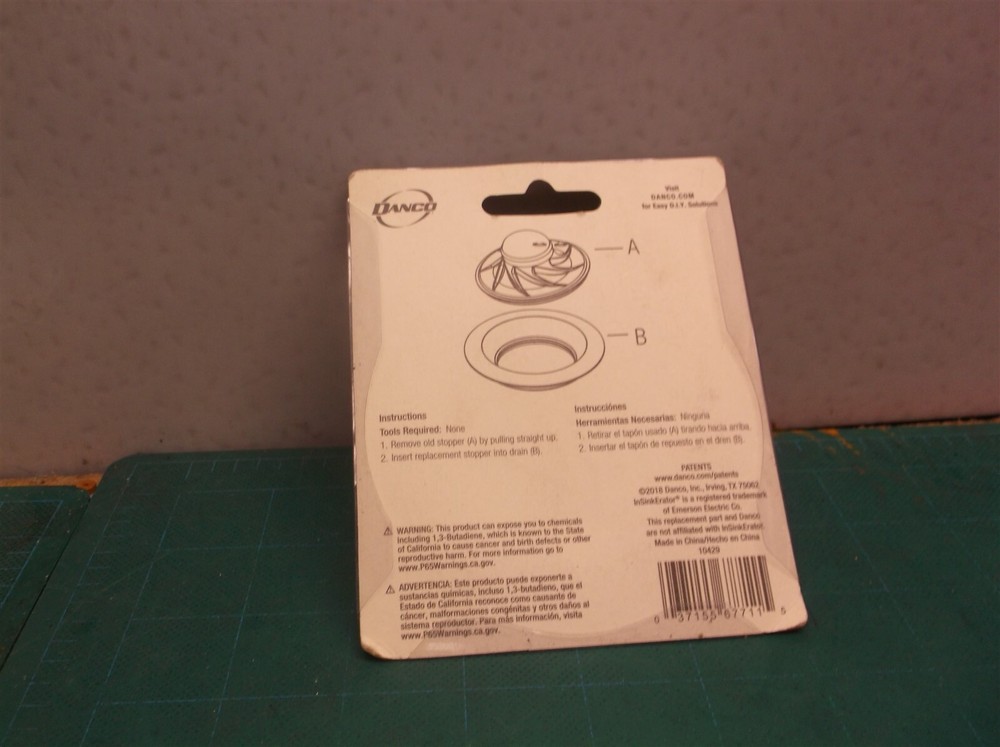 DANCO
Visit
DANCO.COM
for Easy D.I.Y. Solutions
A
B
Instructions
Tools Required: None
1. Remove old stopper (A) by pulling straight up.
2. Insert replacement stopper into drain (B).
Instrucciónes
Herramientas Necesarias: Ninguna
1. Retirar el tapón usado (A) tirando hacia arriba.
2. Insertar el tapón de repuesto en el dren (B).
PATENTS
www.danco.com/patents
©2018 Danco, Inc., Irving, TX 75062
InSinkErator® is a registered trademark
of Emerson Electric Co.
This replacement part and Danco
are not affiliated with InSinkErator.
Made in China/Hecho en China
10429
WARNING: This product can expose you to chemicals
including 1,3-Butadiene, which is known to the State
of California to cause cancer and birth defects or other
reproductive harm. For more information go to
www.P65Warnings.ca.gov.
ADVERTENCIA: Este producto puede exponerte a
sustancias químicas, incluso 1,3-butadieno, que el
Estado de California reconoce como causante de
cáncer, malformaciones congénitas y otros daños al
sistema reproductor. Para más información, visita
www.P65Warnings.ca.gov.
0 37155 67711 5